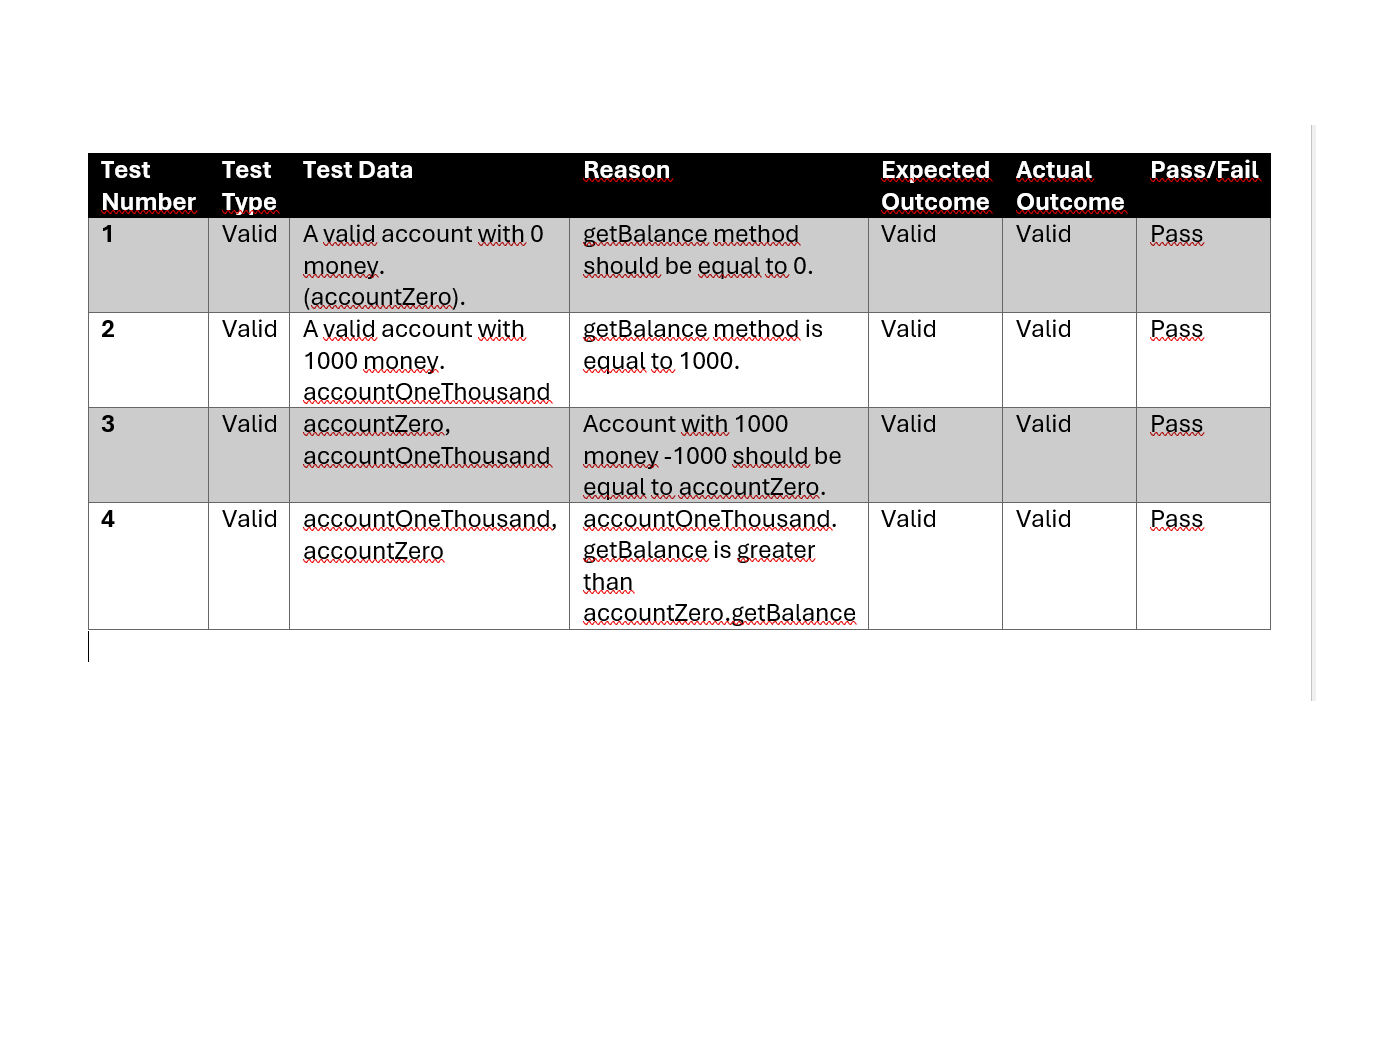 Test Number
Test Type
Test Data
Reason
Expected Outcome
Actual Outcome
Pass/Fail
1
Valid
A valid account with 0
money.
(accountZero).
getBalance method
should be equal to 0.
Valid
Valid
Pass
2
Valid
A valid account with
1000 money.
accountOneThousand
getBalance method is
equal to 1000.
Valid
Valid
Pass
3
Valid
accountZero,
accountOneThousand
Account with 1000
money -1000 should be
equal to accountZero.
Valid
Valid
Pass
4
Valid
accountOneThousand,
accountZero
accountOneThousand.
getBalance is greater
than
accountZero.getBalance
Valid
Valid
Pass